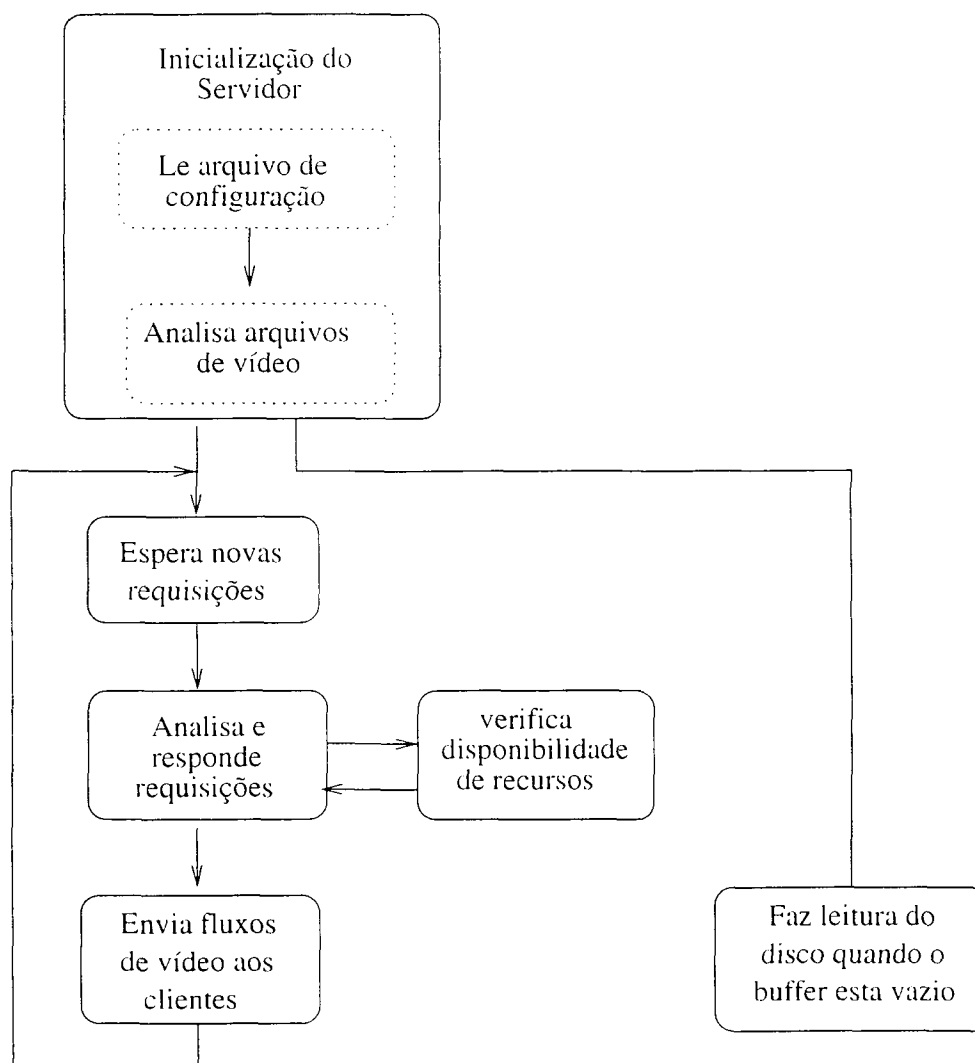 Inicialização do
Servidor
Le arquivo de
configuração
Analisa arquivos
de vídeo
Espera novas
requisições
Analisa e
responde
requisições
verifica
disponibilidade
de recursos
Envia fluxos
de vídeo aos
clientes
Faz leitura do
disco quando o
buffer esta vazio